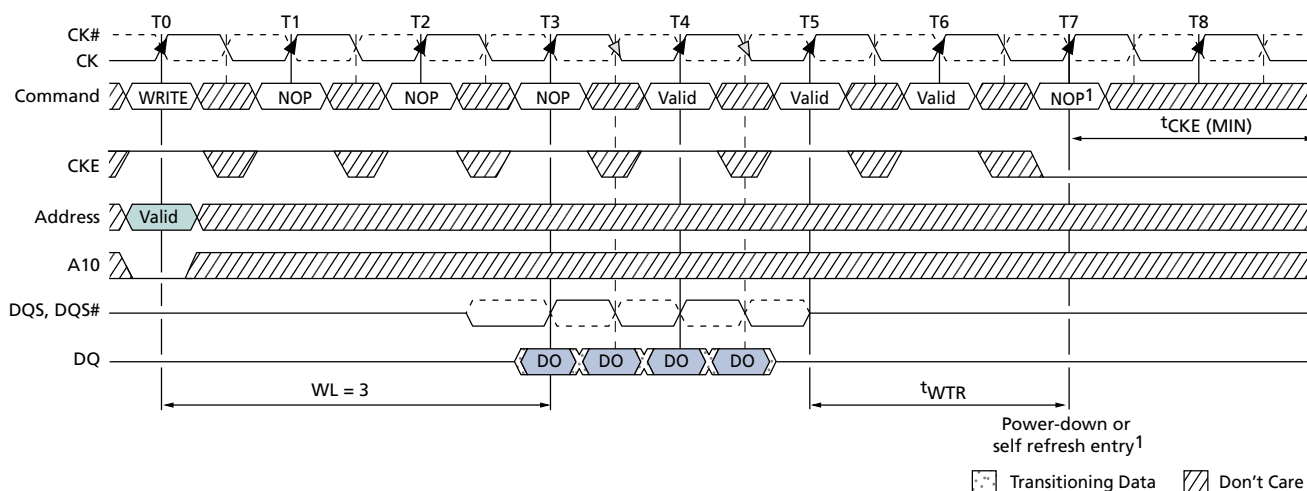 T0 T1 T2 T3 T4 T5 T6 T7 T8
CK#
CK
Command WRITE NOP NOP NOP Valid Valid Valid NOP1
tCKE (MIN)
CKE
Address Valid
A10
DQS, DQS#
DQ DO DO DO DO
WL = 3 tWTR
Power-down or
self refresh entry1
Transitioning Data Don't Care